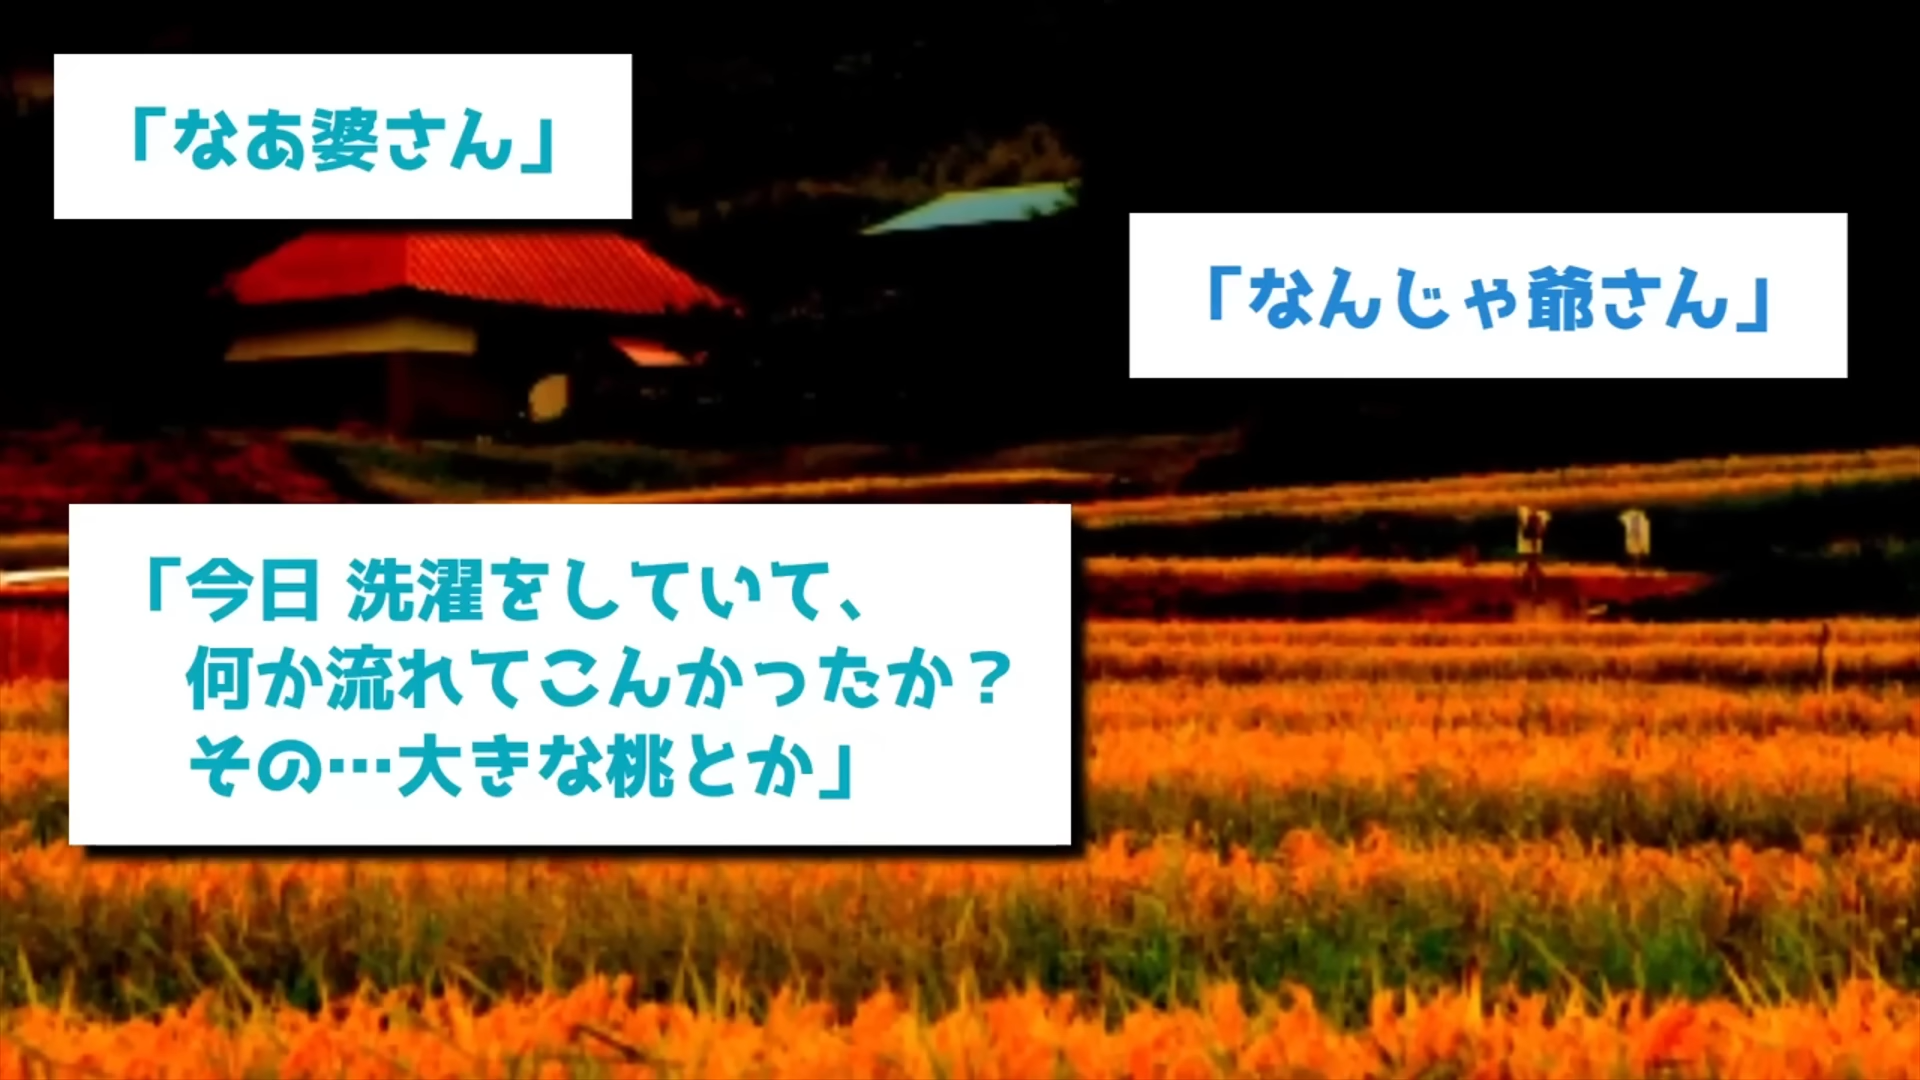 「なあ婆さん」
「なんじゃ爺さん」
「今日 洗濯をしていて、
何か流れてこんかったか？
その…大きな桃とか」